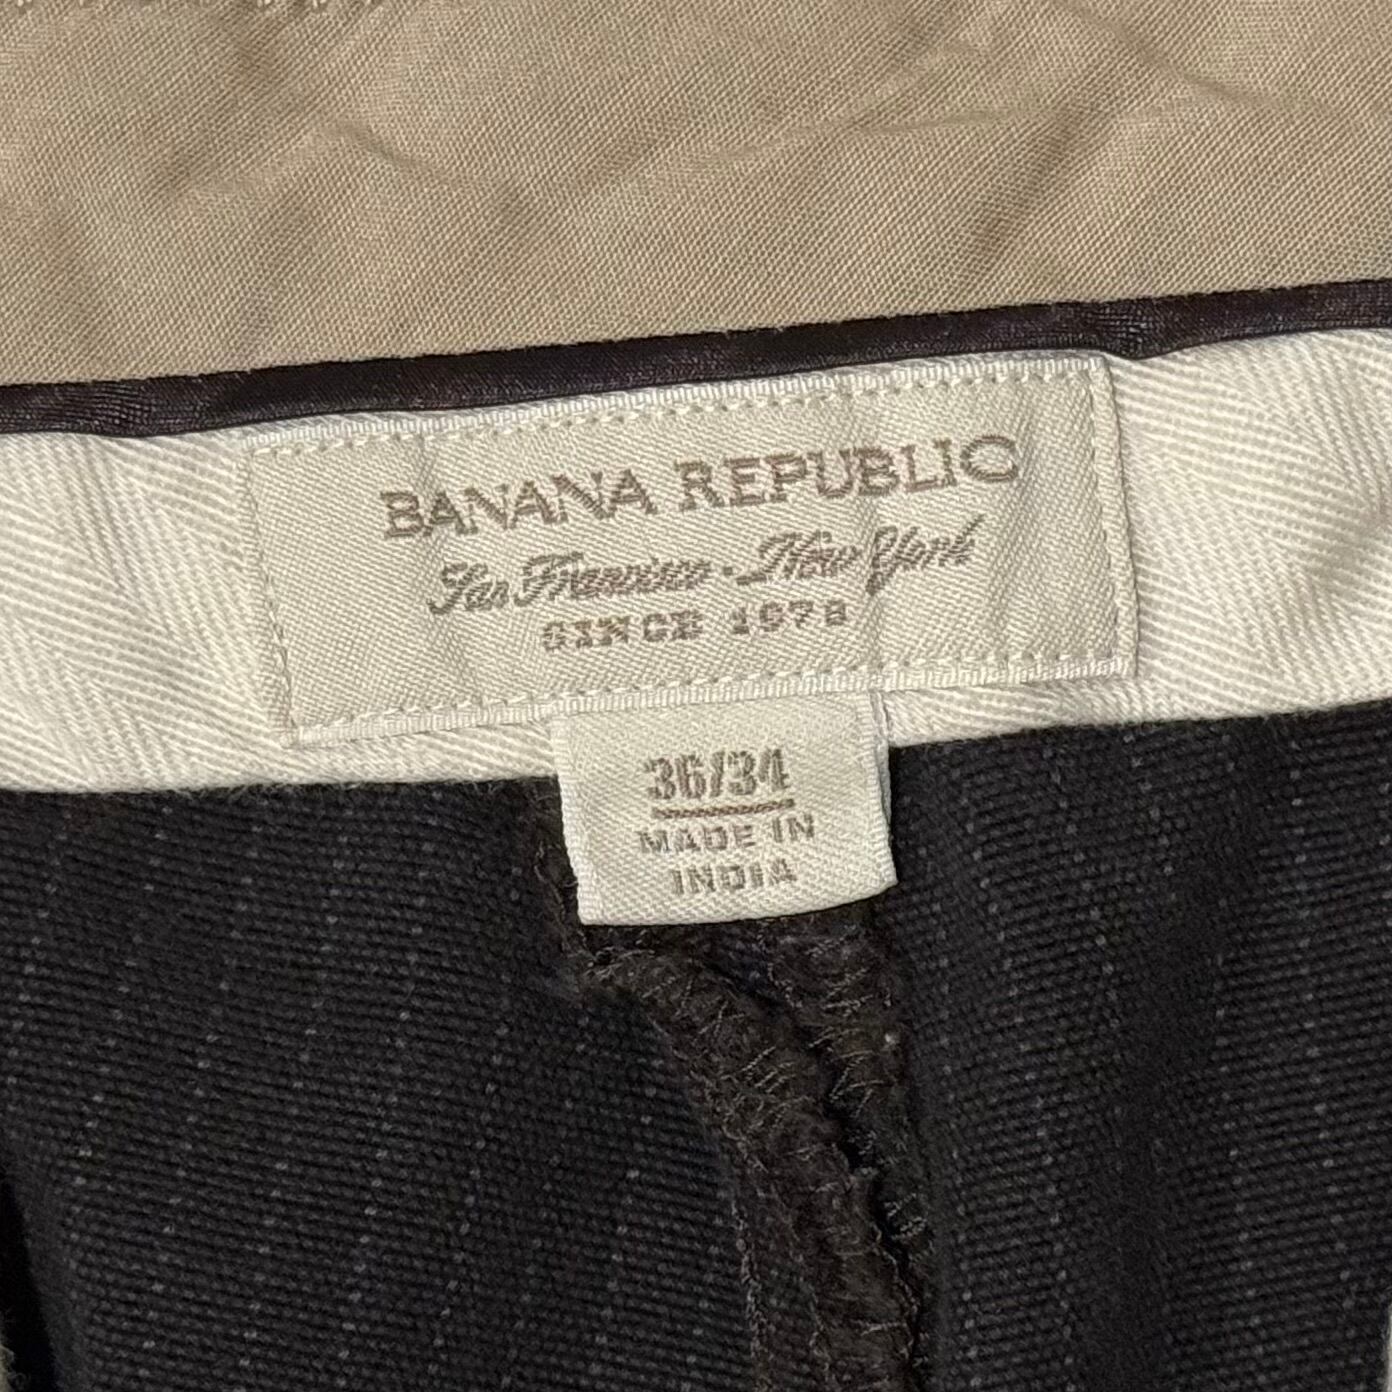 BANANA REPUBLIC
San Francisco · New York
SINCE 1978
36/34
MADE IN
INDIA